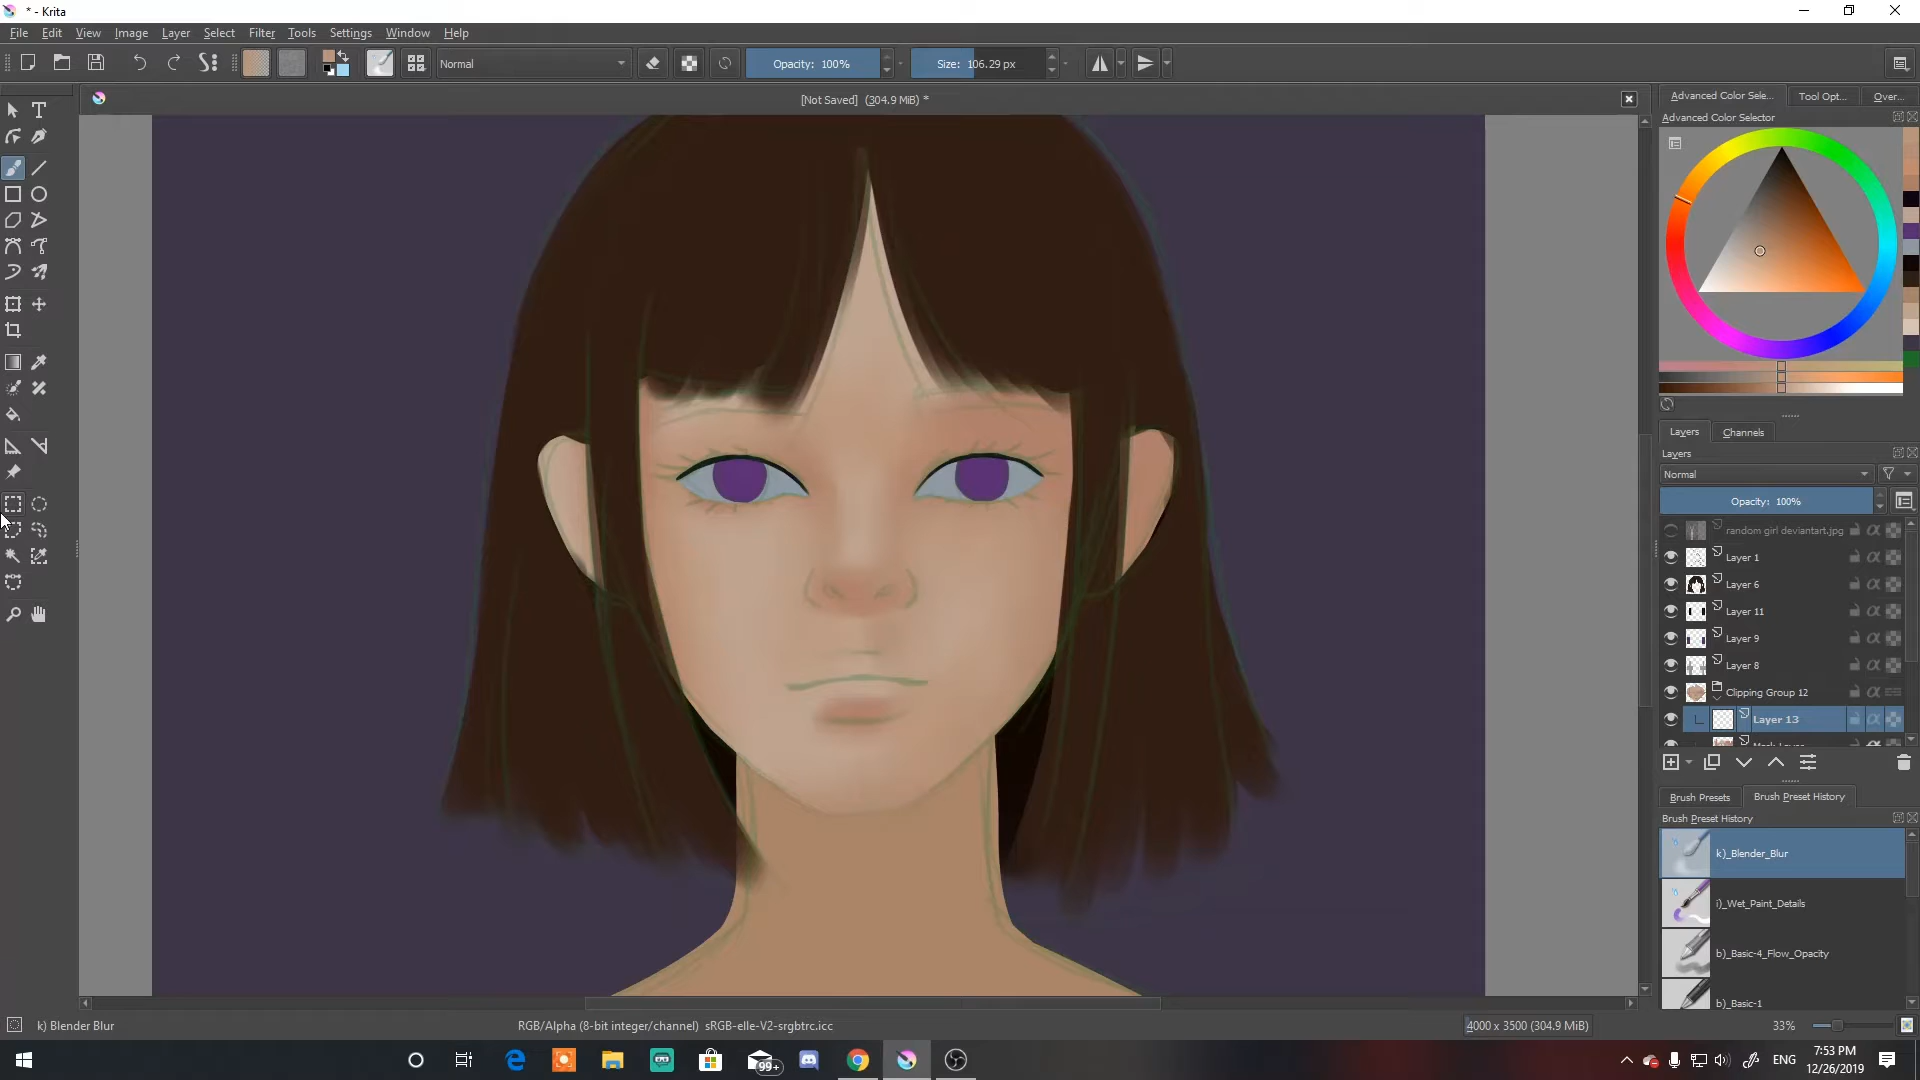 * - Krita
File Edit View Image Layer Select Filter Tools Settings Window Help
Normal
Opacity: 100%
Size: 106.29 px
[Not Saved] (304.9 MiB) *
Advanced Color Sele...
Tool Opt...
Over...
Advanced Color Selector
Layers
Channels
Layers
Normal
Opacity: 100%
random girl deviantart.jpg
Layer 1
Layer 6
Layer 11
Layer 9
Layer 8
Clipping Group 12
Layer 13
Mask Layer
Brush Presets
Brush Preset History
Brush Preset History
k)_Blender_Blur
i)_Wet_Paint_Details
b)_Basic-4_Flow_Opacity
b)_Basic-1
k) Blender Blur
RGB/Alpha (8-bit integer/channel) sRGB-elle-V2-srgbtrc.icc
4000 x 3500 (304.9 MiB)
33%
99+
ENG
7:53 PM
12/26/2019